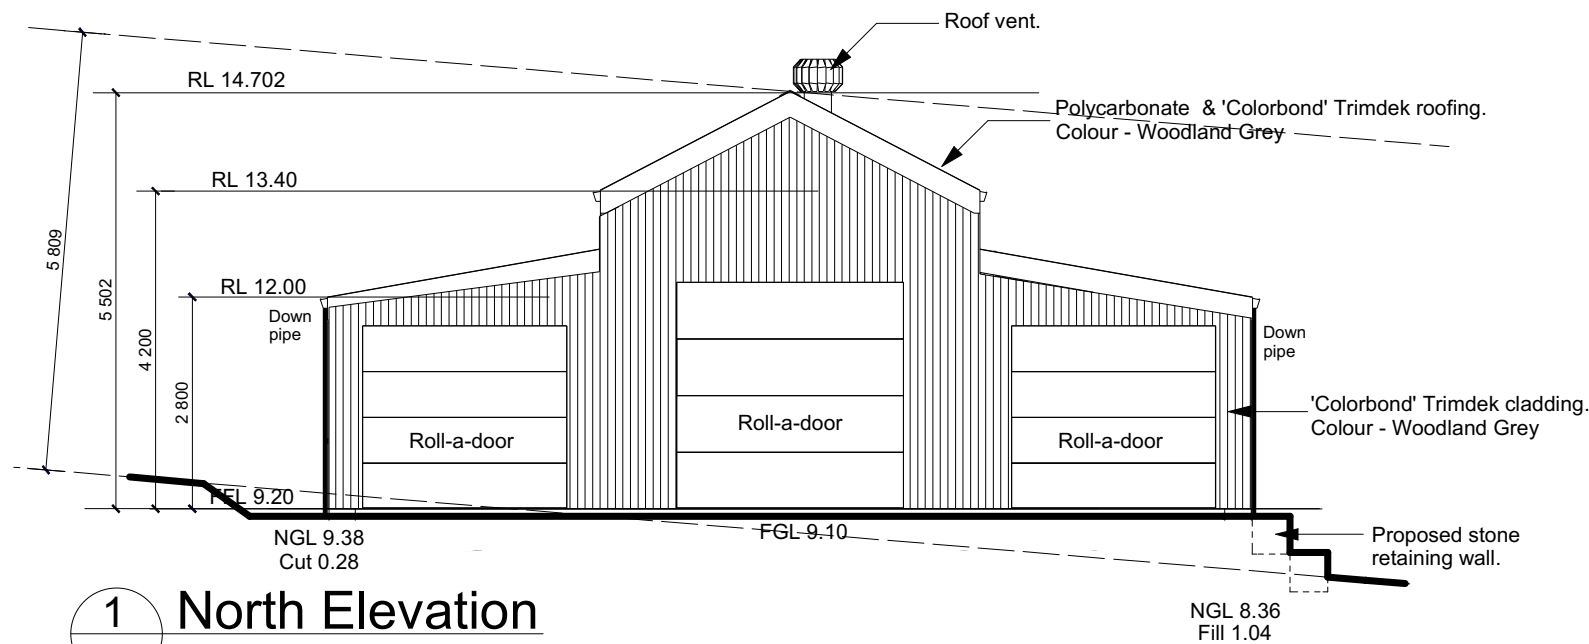 Roof vent.
RL 14.702
Polycarbonate & 'Colorbond' Trimdek roofing.
Colour - Woodland Grey
RL 13.40
5 809
5 502
4 200
2 800
RL 12.00
Down
pipe
Down
pipe
'Colorbond' Trimdek cladding.
Colour - Woodland Grey
Roll-a-door
Roll-a-door
Roll-a-door
FFL 9.20
FGL 9.10
NGL 9.38
Cut 0.28
Proposed stone
retaining wall.
1 North Elevation
NGL 8.36
Fill 1.04